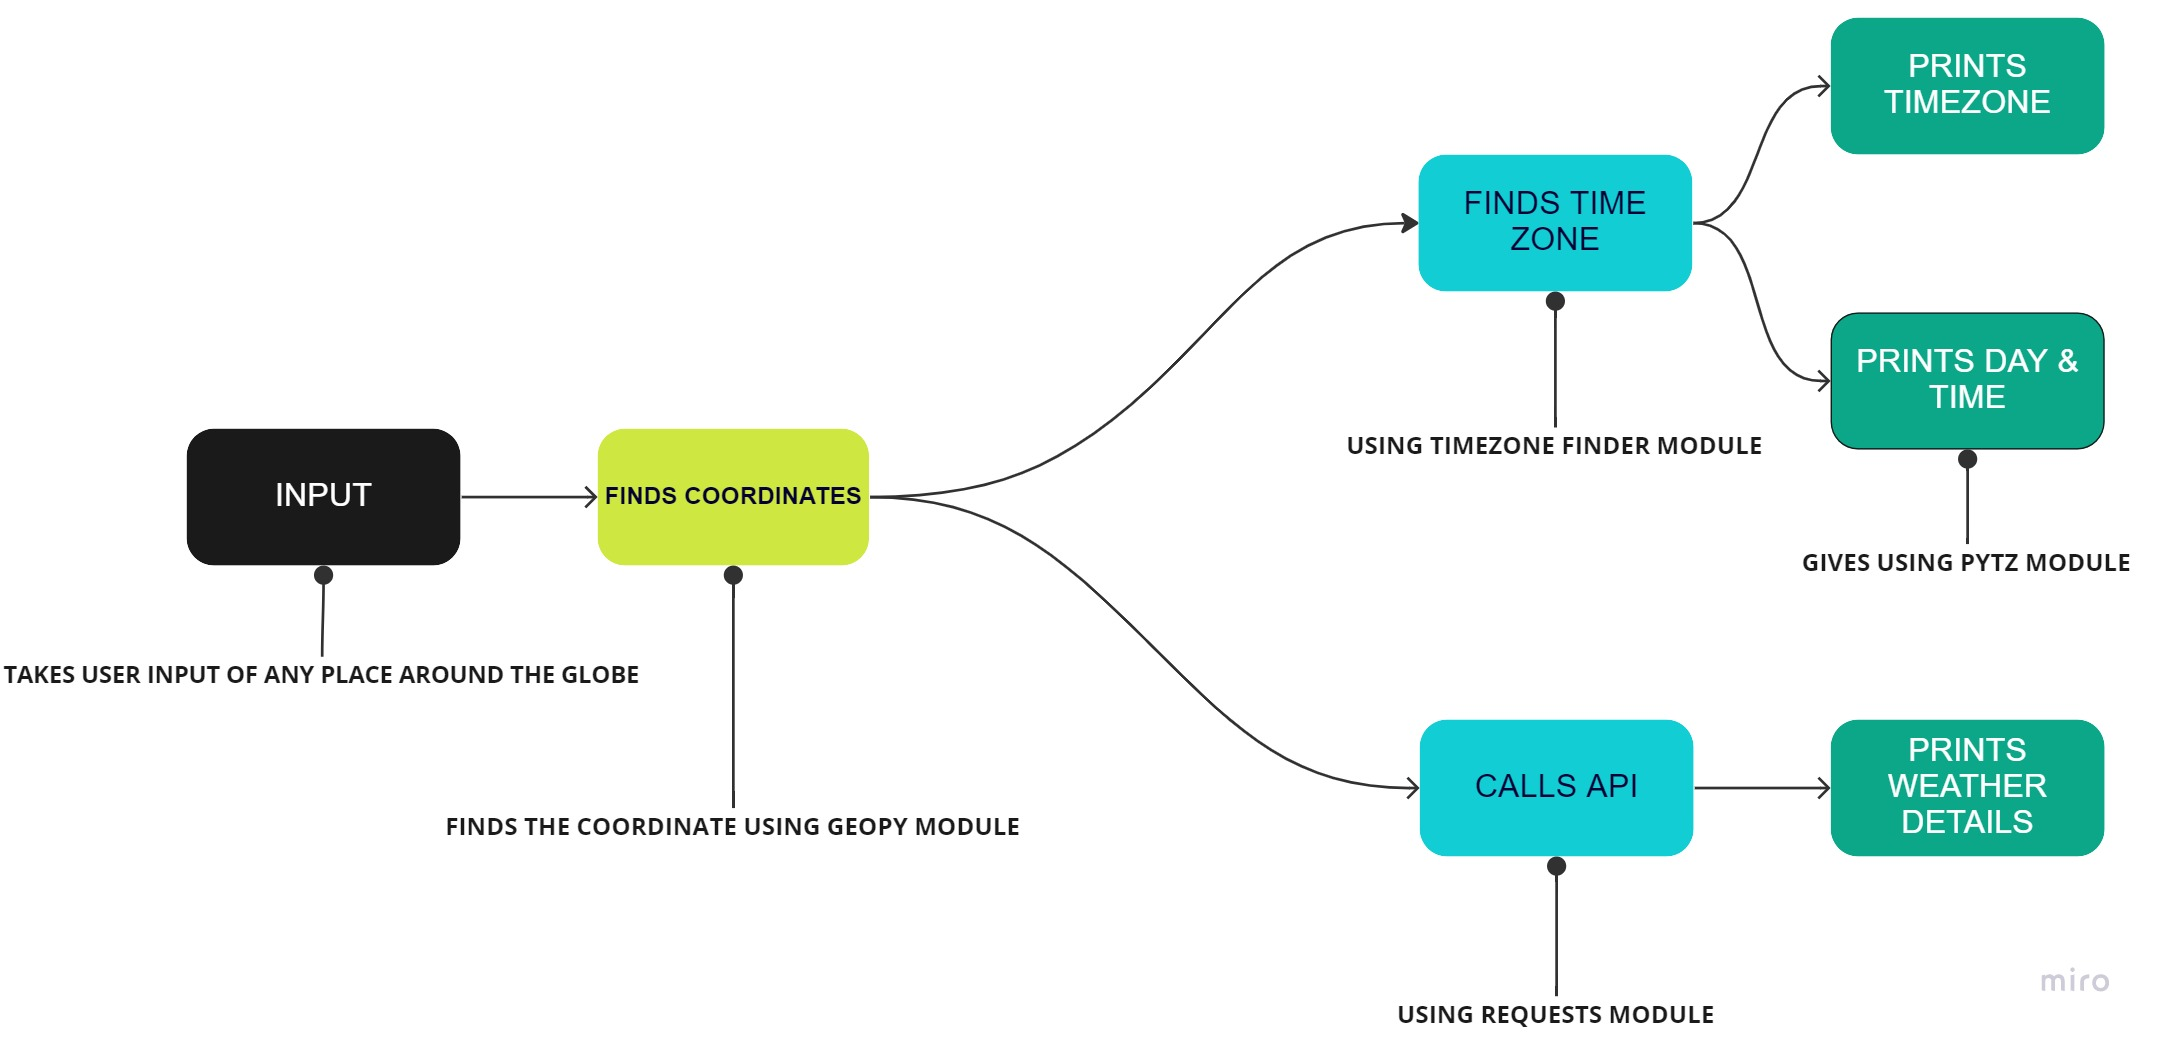 PRINTS
TIMEZONE
FINDS TIME
ZONE
PRINTS DAY &
TIME
USING TIMEZONE FINDER MODULE
INPUT
FINDS COORDINATES
GIVES USING PYTZ MODULE
TAKES USER INPUT OF ANY PLACE AROUND THE GLOBE
PRINTS
WEATHER
DETAILS
CALLS API
FINDS THE COORDINATE USING GEOPY MODULE
miro
USING REQUESTS MODULE